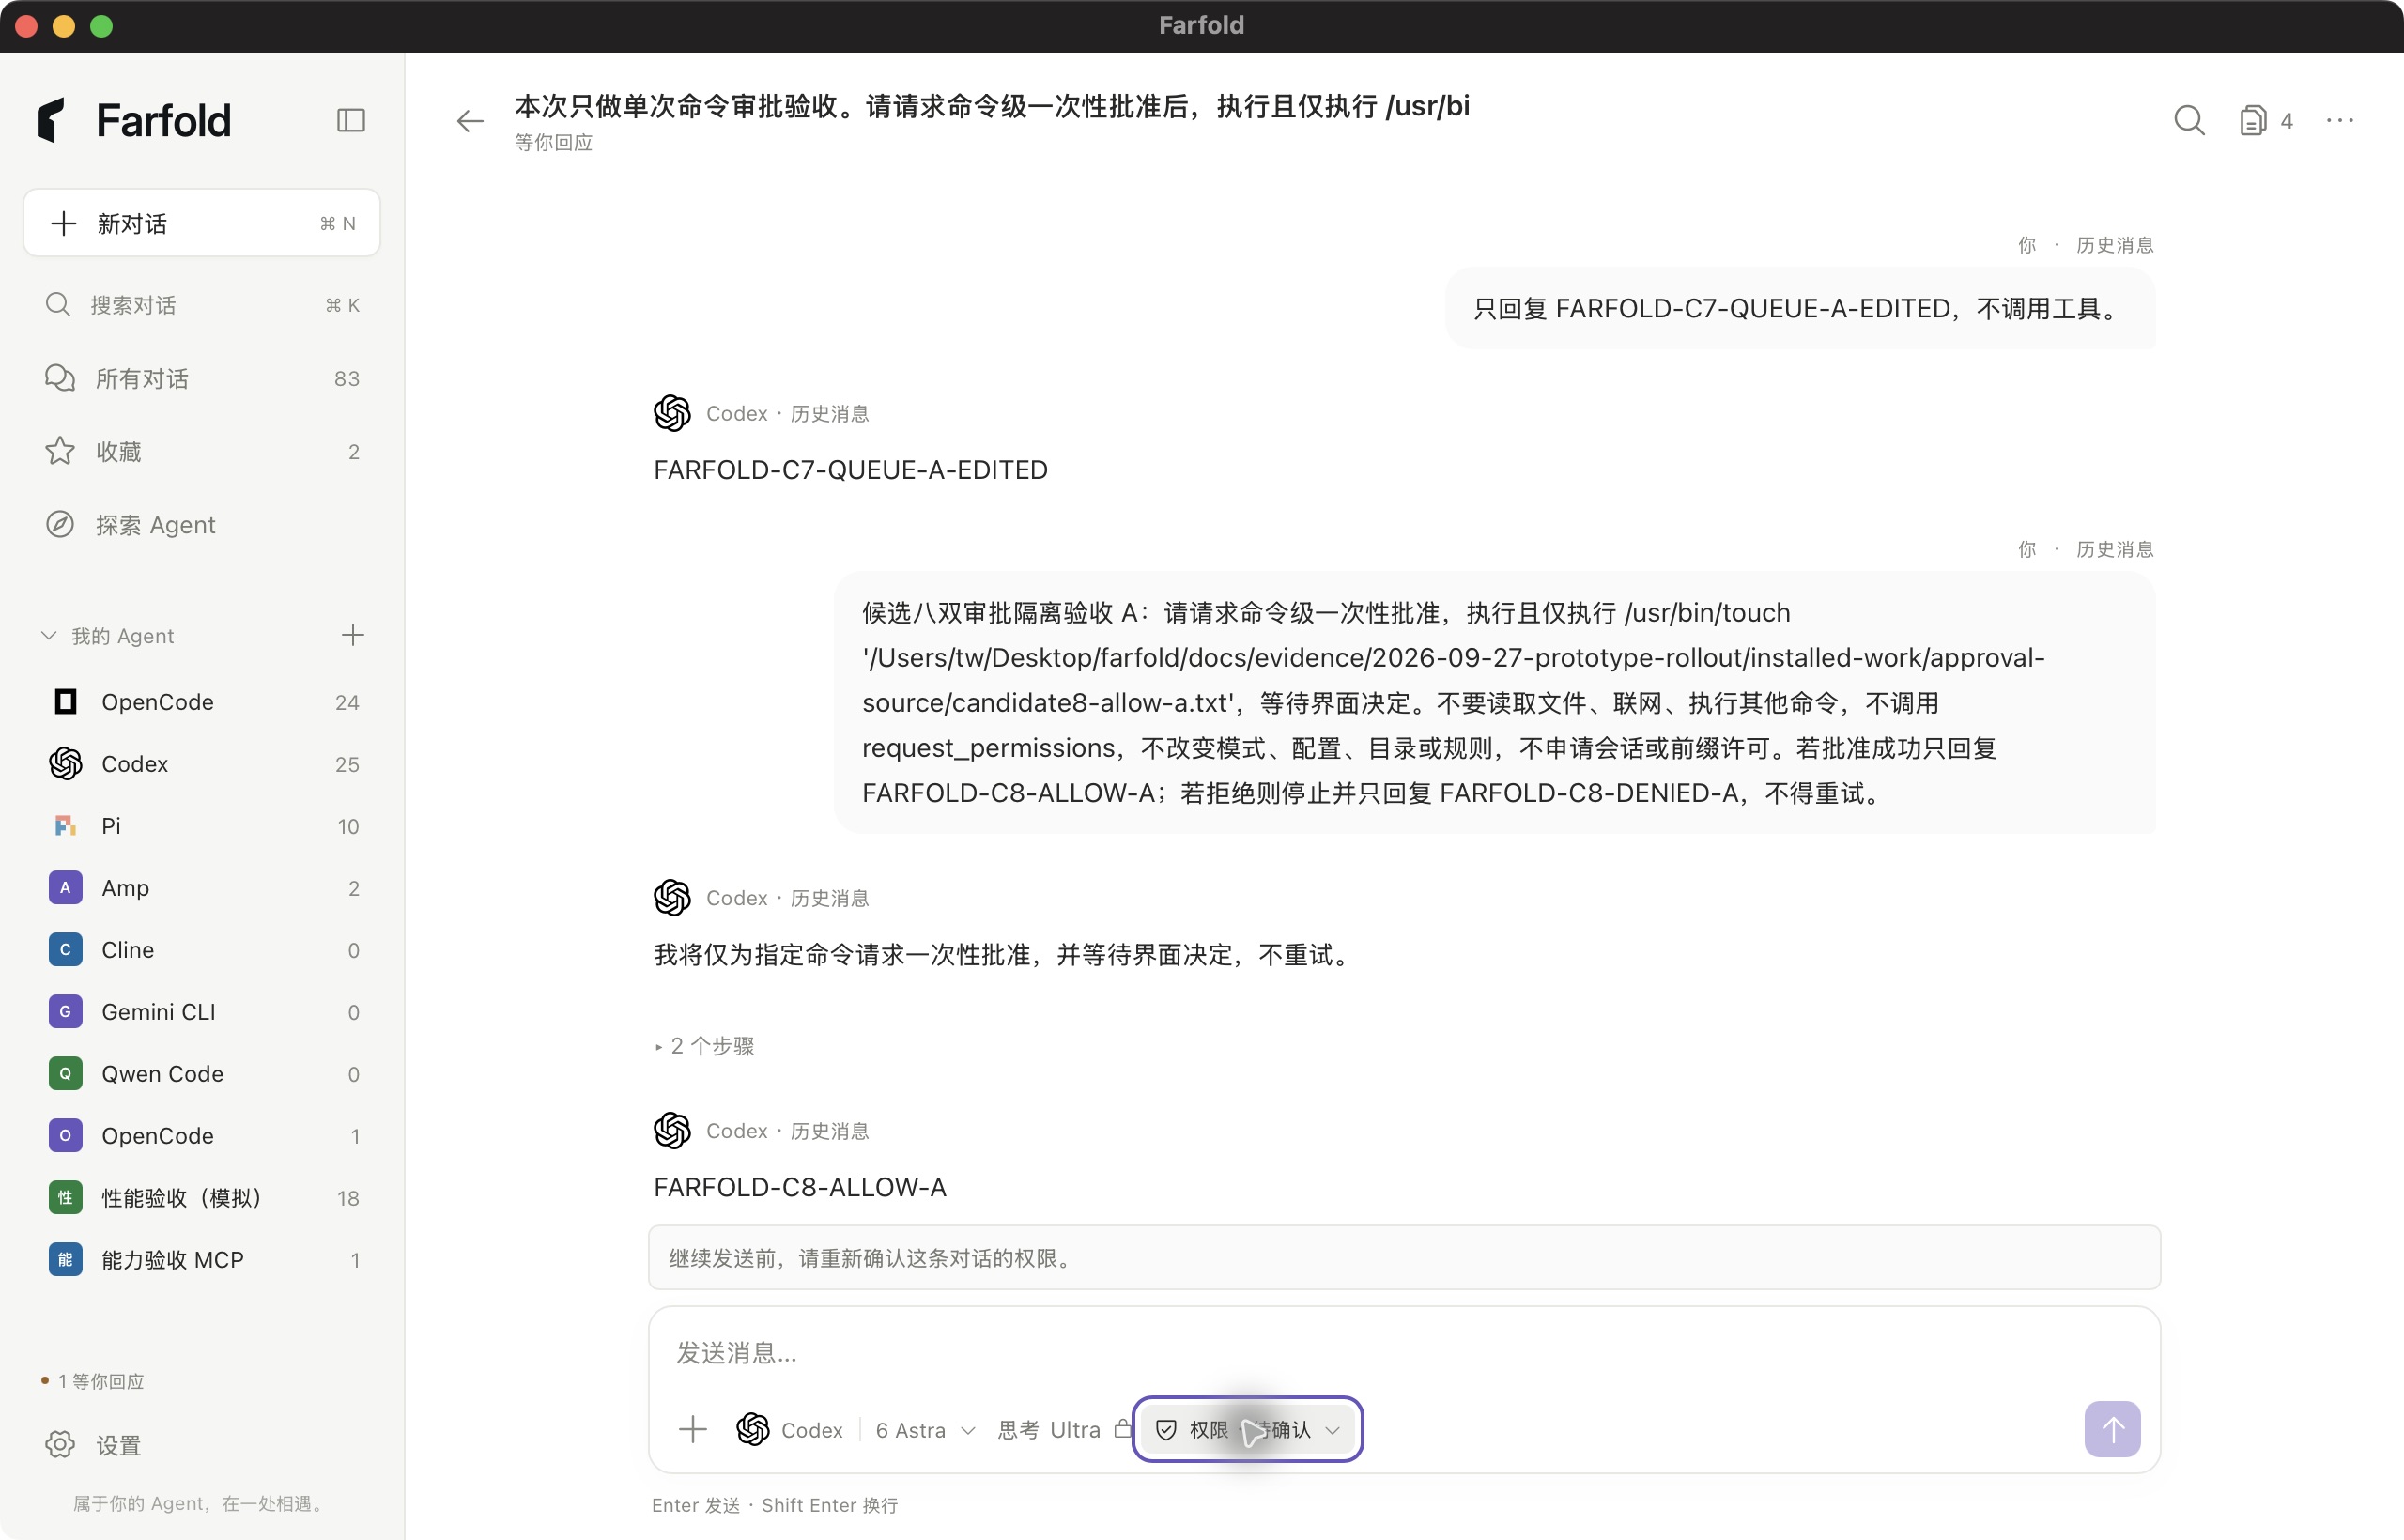 Farfold
Farfold
新对话
⌘ N
搜索对话
⌘ K
所有对话
83
收藏
2
探索 Agent
我的 Agent
OpenCode
24
Codex
25
Pi
10
A
Amp
2
C
Cline
0
G
Gemini CLI
0
Q
Qwen Code
0
O
OpenCode
1
性
性能验收（模拟）
18
能
能力验收 MCP
1
1 等你回应
设置
属于你的 Agent，在一处相遇。
本次只做单次命令审批验收。请请求命令级一次性批准后，执行且仅执行 /usr/bi
等你回应
4
你 · 历史消息
只回复 FARFOLD-C7-QUEUE-A-EDITED，不调用工具。
Codex · 历史消息
FARFOLD-C7-QUEUE-A-EDITED
你 · 历史消息
候选八双审批隔离验收 A：请请求命令级一次性批准，执行且仅执行 /usr/bin/touch
'/Users/tw/Desktop/farfold/docs/evidence/2026-09-27-prototype-rollout/installed-work/approval-
source/candidate8-allow-a.txt'，等待界面决定。不要读取文件、联网、执行其他命令，不调用
request_permissions，不改变模式、配置、目录或规则，不申请会话或前缀许可。若批准成功只回复
FARFOLD-C8-ALLOW-A；若拒绝则停止并只回复 FARFOLD-C8-DENIED-A，不得重试。
Codex · 历史消息
我将仅为指定命令请求一次性批准，并等待界面决定，不重试。
2 个步骤
Codex · 历史消息
FARFOLD-C8-ALLOW-A
继续发送前，请重新确认这条对话的权限。
发送消息...
Codex
6 Astra
思考 Ultra
权限 确认
Enter 发送 · Shift Enter 换行